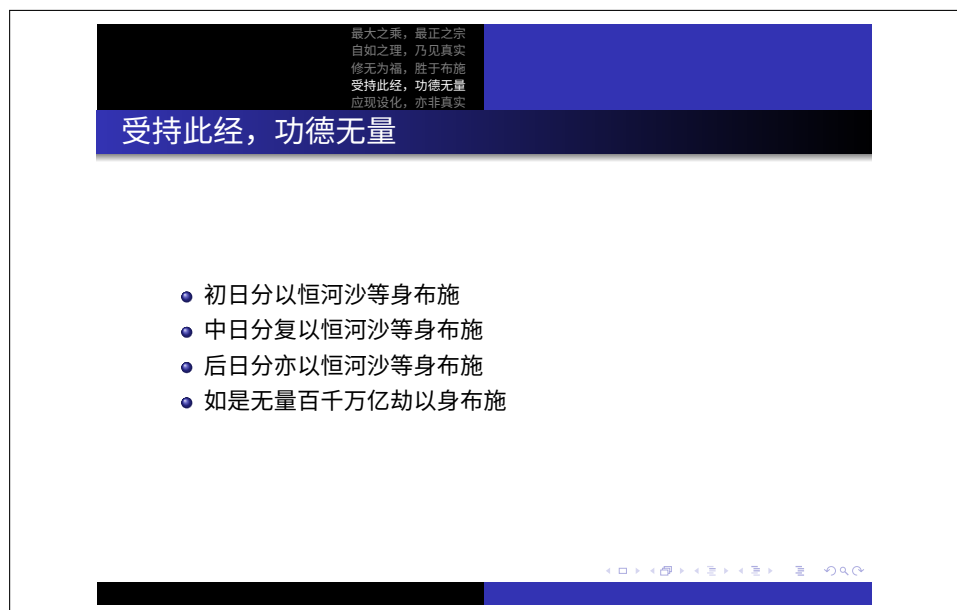 最大之乘，最正之宗
自如之理，乃见真实
修无为福，胜于布施
受持此经，功德无量
应现设化，亦非真实
受持此经，功德无量
初日分以恒河沙等身布施
中日分复以恒河沙等身布施
后日分亦以恒河沙等身布施
如是无量百千万亿劫以身布施